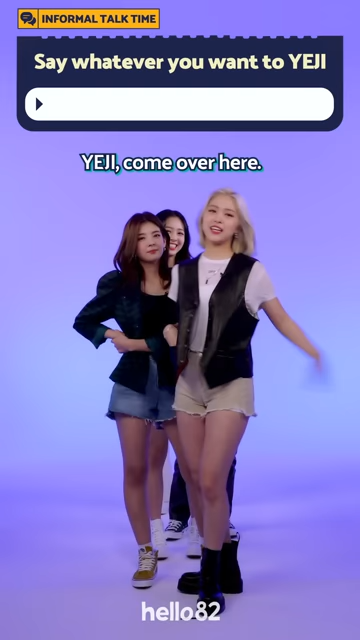 INFORMAL TALK TIME
Say whatever you want to YEJI
YEJI, come over here.
hello82